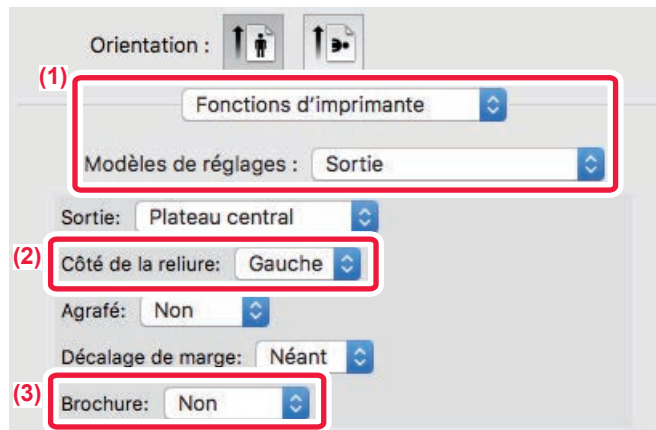 Orientation :
(1)
Fonctions d'imprimante
Modèles de réglages : Sortie
Sortie: Plateau central
(2) Côté de la reliure: Gauche
Agrafé: Non
Décalage de marge: Néant
(3) Brochure: Non